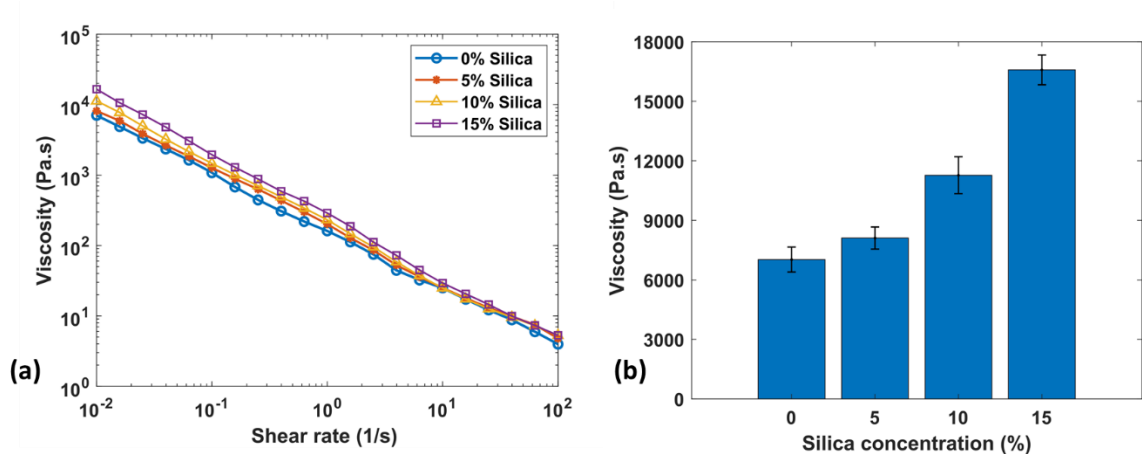 10^5
10^4
10^3
10^2
10^1
10^0
Viscosity (Pa.s)
0% Silica
5% Silica
10% Silica
15% Silica
10^-2 10^-1 10^0 10^1 10^2
Shear rate (1/s)
(a)
18000
15000
12000
9000
6000
3000
0
Viscosity (Pa.s)
0 5 10 15
Silica concentration (%)
(b)